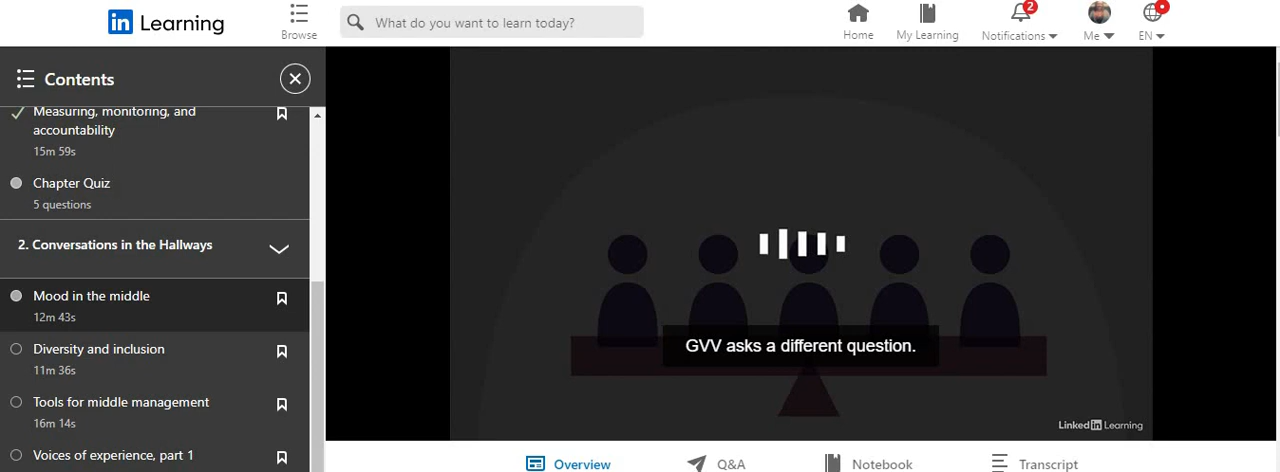 in Learning
Browse
What do you want to learn today?
Home
My Learning
2
Notifications
Me
EN
Contents
Measuring, monitoring, and
accountability
15m 59s
Chapter Quiz
5 questions
2. Conversations in the Hallways
Mood in the middle
12m 43s
Diversity and inclusion
11m 36s
Tools for middle management
16m 14s
Voices of experience, part 1
GVV asks a different question.
Linked in Learning
Overview
Q&A
Notebook
Transcript